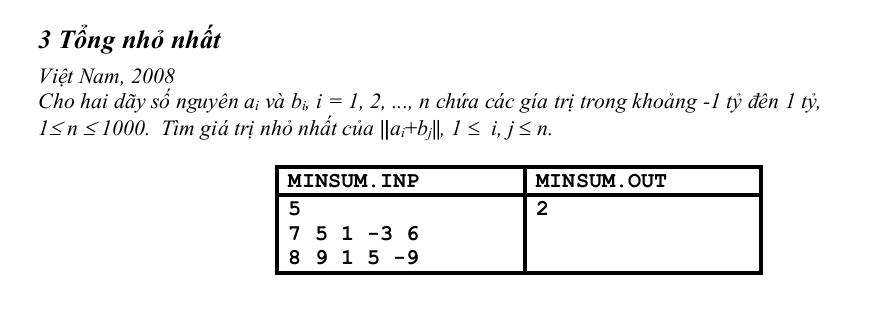 3 Tổng nhỏ nhất
Việt Nam, 2008
Cho hai dãy số nguyên ai và bi, i = 1, 2, ..., n chứa các gía trị trong khoảng -1 tỷ đên 1 tỷ,
1≤ n ≤ 1000. Tìm giá trị nhỏ nhất của ||ai+bj||, 1 ≤ i, j ≤ n.
MINSUM.INP MINSUM.OUT
5 2
7 5 1 -3 6
8 9 1 5 -9